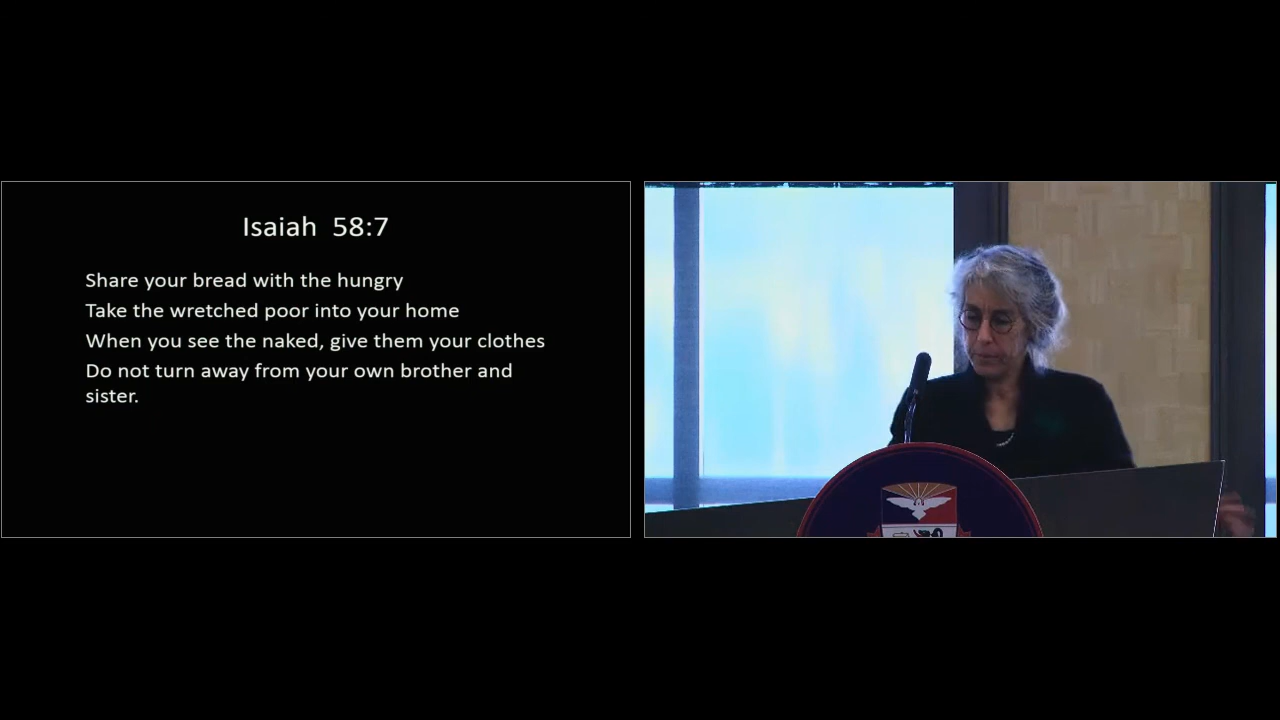 Isaiah 58:7
Share your bread with the hungry
Take the wretched poor into your home
When you see the naked, give them your clothes
Do not turn away from your own brother and
sister.